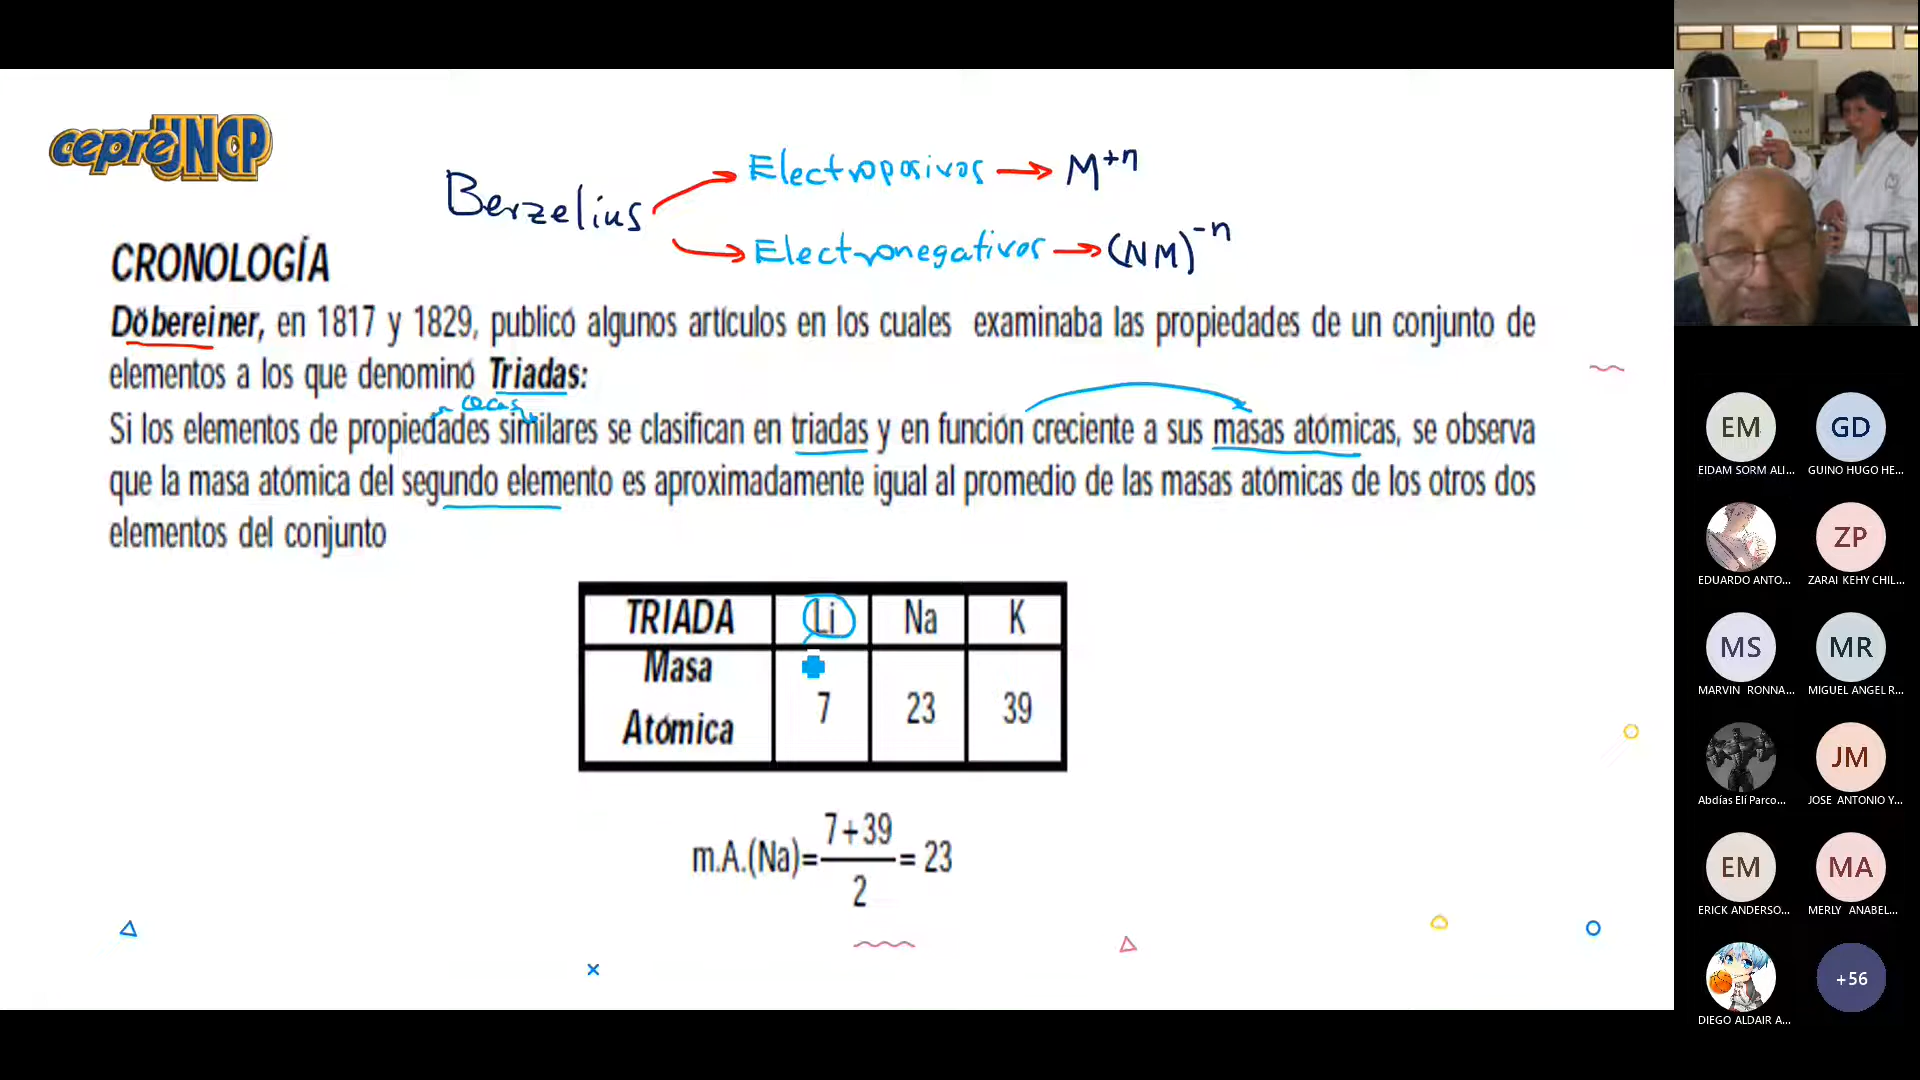 cepreUNCP
Berzelius
Electropositivos → M+n
Electronegativos → (NM)-n
CRONOLOGÍA
Döbereiner, en 1817 y 1829, publicó algunos artículos en los cuales examinaba las propiedades de un conjunto de
elementos a los que denominó Triadas:
Si los elementos de propiedades similares se clasifican en triadas y en función creciente a sus masas atómicas, se observa
que la masa atómica del segundo elemento es aproximadamente igual al promedio de las masas atómicas de los otros dos
elementos del conjunto
TRIADA Li Na K
Masa Atómica 7 23 39
m.A.(Na)=
7+39
2
= 23
EM GD
EIDAM SORM ALI... GUINO HUGO HE...
ZP
EDUARDO ANTO... ZARAI KEHY CHIL...
MS MR
MARVIN RONNA... MIGUEL ANGEL R...
JM
Abdías Elí Parco... JOSE ANTONIO Y...
EM MA
ERICK ANDERSO... MERLY ANABEL...
+56
DIEGO ALDAIR A...